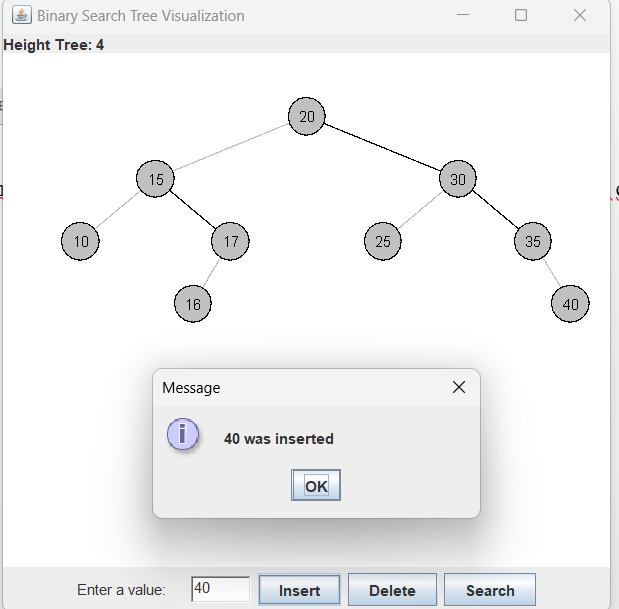 Binary Search Tree Visualization
Height Tree: 4
20
15 30
10 17 25 35
16 40
Message
40 was inserted
OK
Enter a value: 40 Insert Delete Search